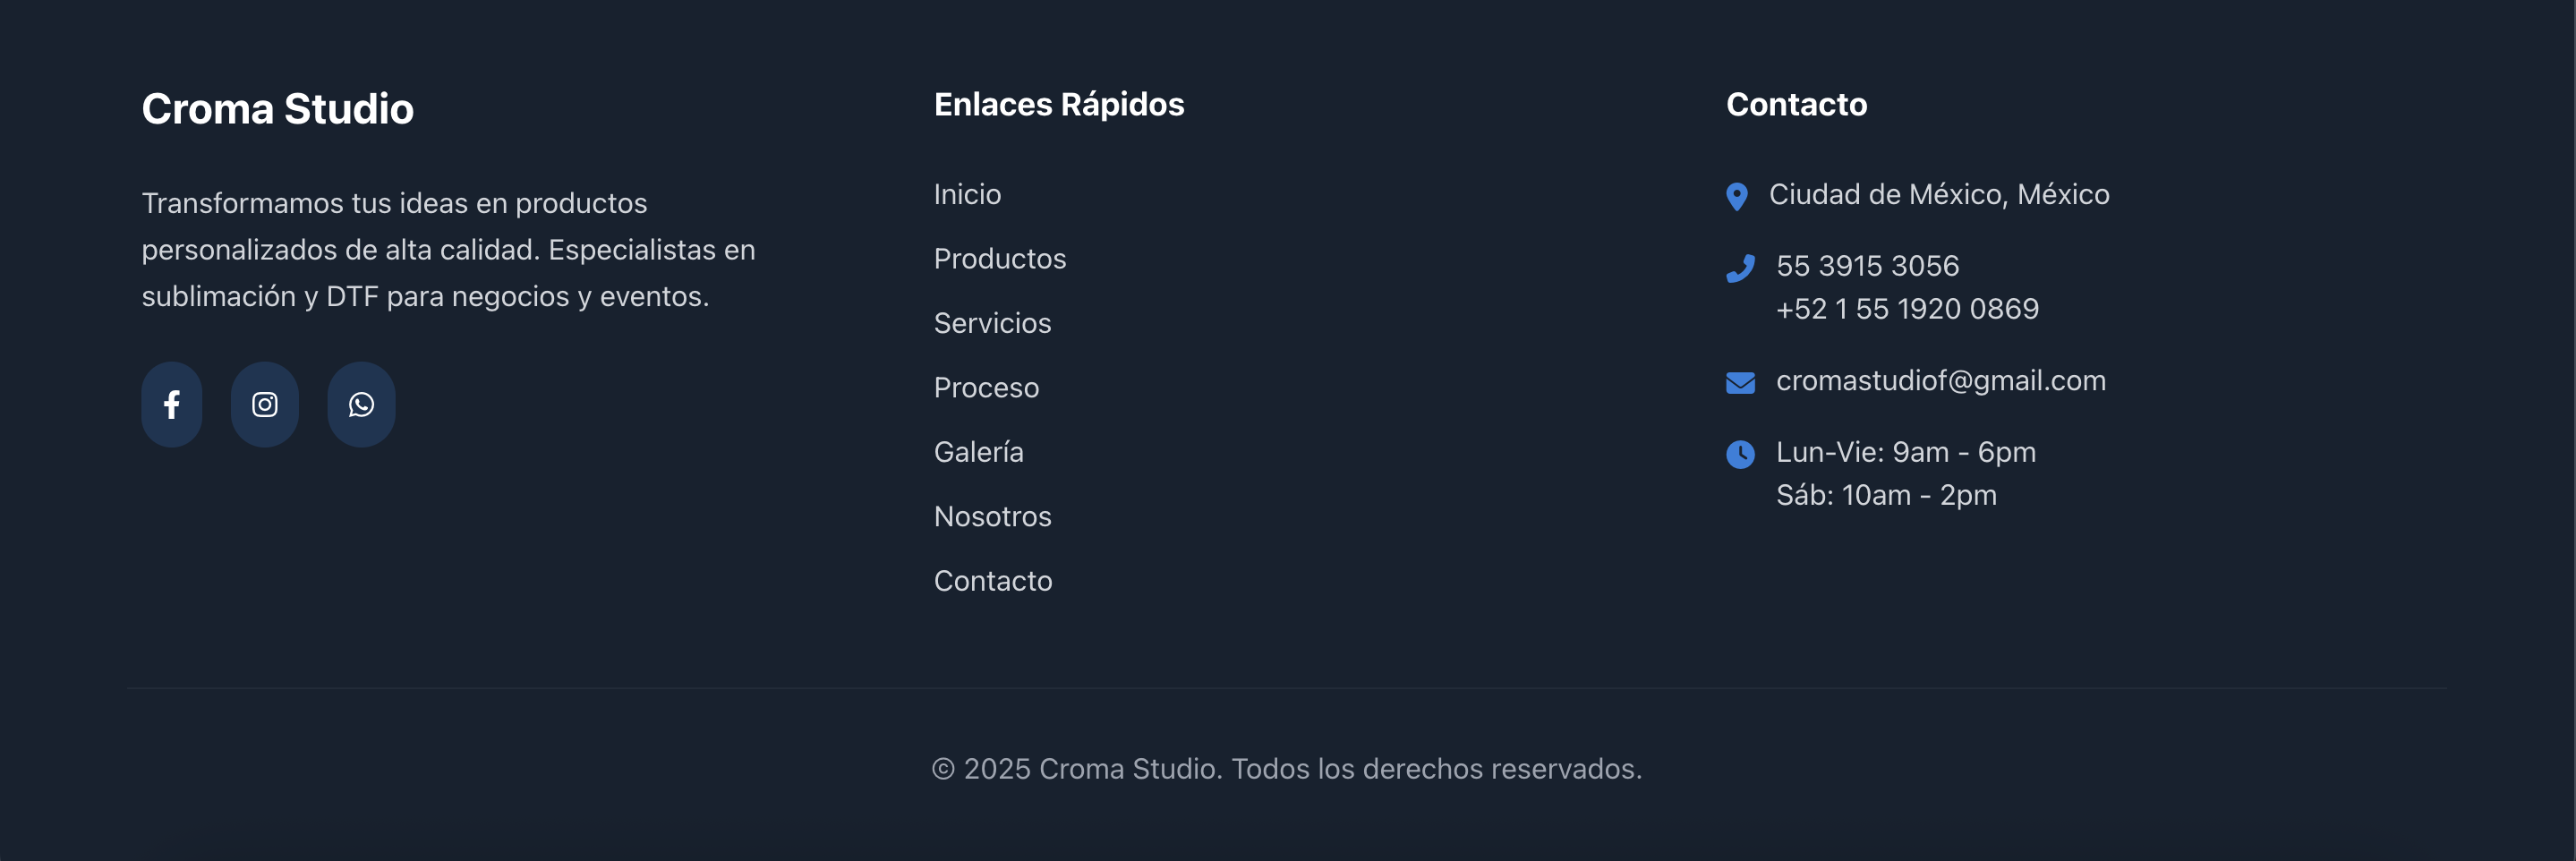 Croma Studio
Transformamos tus ideas en productos
personalizados de alta calidad. Especialistas en
sublimación y DTF para negocios y eventos.
Enlaces Rápidos
Inicio
Productos
Servicios
Proceso
Galería
Nosotros
Contacto
Contacto
Ciudad de México, México
55 3915 3056
+52 1 55 1920 0869
cromastudiof@gmail.com
Lun-Vie: 9am - 6pm
Sáb: 10am - 2pm
© 2025 Croma Studio. Todos los derechos reservados.